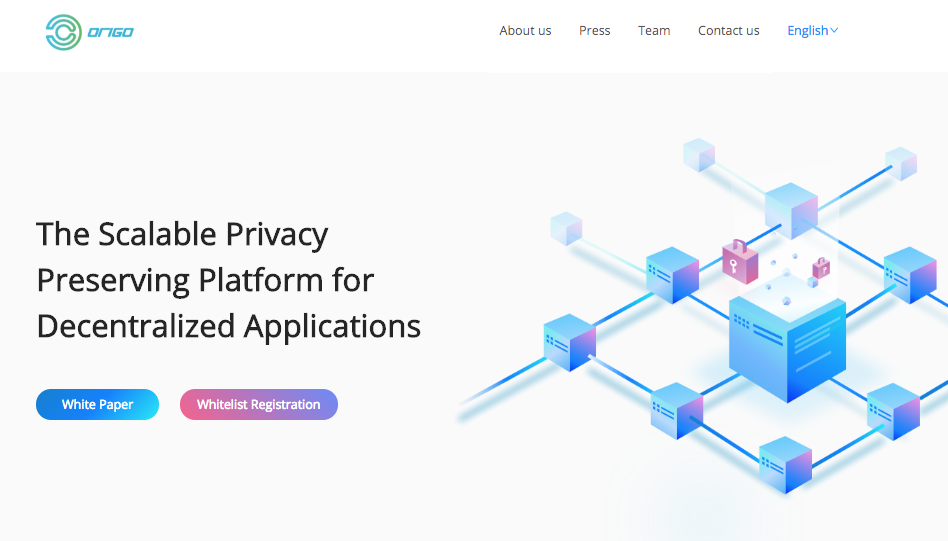 ORIGO
About us
Press
Team
Contact us
English
The Scalable Privacy
Preserving Platform for
Decentralized Applications
White Paper
Whitelist Registration